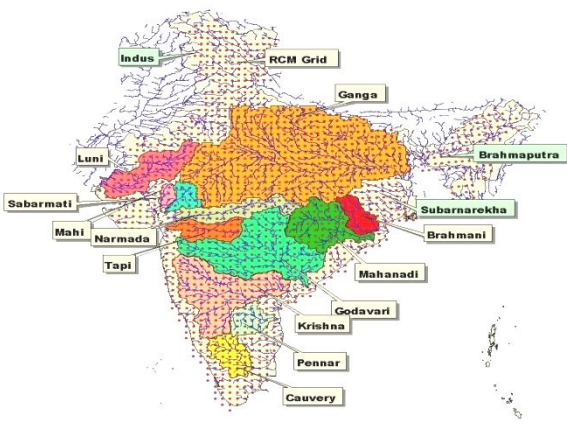 Indus
RCM Grid
Ganga
Luni
Brahmaputra
Sabarmati
Subarnarekha
Mahi
Narmada
Brahmani
Tapi
Mahanadi
Godavari
Krishna
Pennar
Cauvery